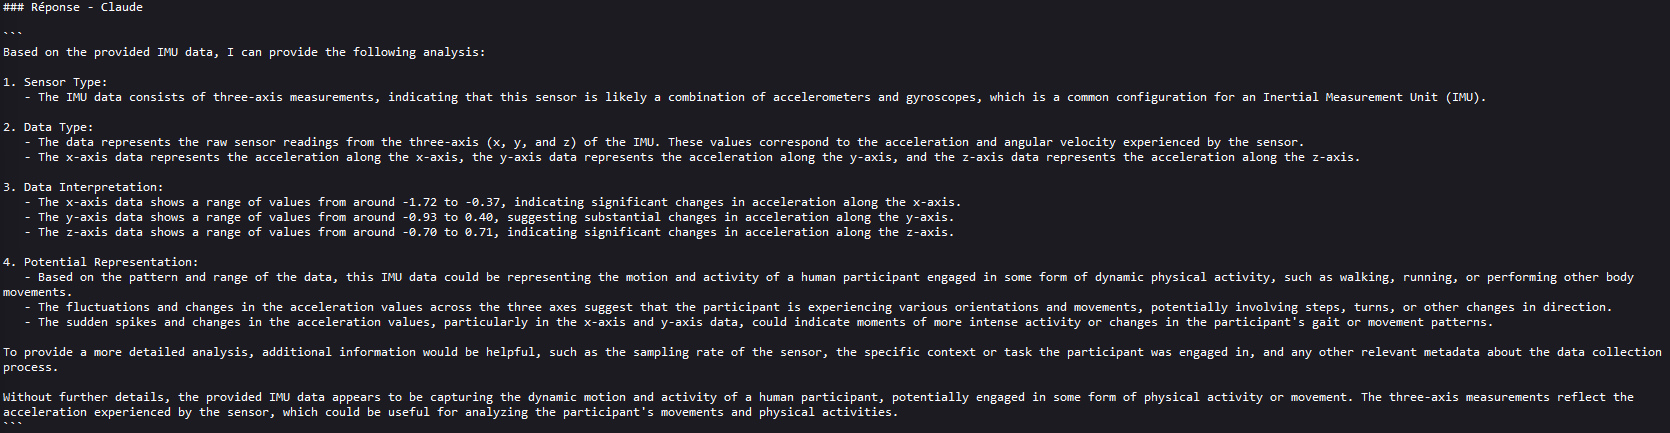 ### Réponse - Claude
```
Based on the provided IMU data, I can provide the following analysis:
1. Sensor Type:
- The IMU data consists of three-axis measurements, indicating that this sensor is likely a combination of accelerometers and gyroscopes, which is a common configuration for an Inertial Measurement Unit (IMU).
2. Data Type:
- The data represents the raw sensor readings from the three-axis (x, y, and z) of the IMU. These values correspond to the acceleration and angular velocity experienced by the sensor.
- The x-axis data represents the acceleration along the x-axis, the y-axis data represents the acceleration along the y-axis, and the z-axis data represents the acceleration along the z-axis.
3. Data Interpretation:
- The x-axis data shows a range of values from around -1.72 to -0.37, indicating significant changes in acceleration along the x-axis.
- The y-axis data shows a range of values from around -0.93 to 0.40, suggesting substantial changes in acceleration along the y-axis.
- The z-axis data shows a range of values from around -0.70 to 0.71, indicating significant changes in acceleration along the z-axis.
4. Potential Representation:
- Based on the pattern and range of the data, this IMU data could be representing the motion and activity of a human participant engaged in some form of dynamic physical activity, such as walking, running, or performing other body
movements.
- The fluctuations and changes in the acceleration values across the three axes suggest that the participant is experiencing various orientations and movements, potentially involving steps, turns, or other changes in direction.
- The sudden spikes and changes in the acceleration values, particularly in the x-axis and y-axis data, could indicate moments of more intense activity or changes in the participant's gait or movement patterns.
To provide a more detailed analysis, additional information would be helpful, such as the sampling rate of the sensor, the specific context or task the participant was engaged in, and any other relevant metadata about the data collection
process.
Without further details, the provided IMU data appears to be capturing the dynamic motion and activity of a human participant, potentially engaged in some form of physical activity or movement. The three-axis measurements reflect the
acceleration experienced by the sensor, which could be useful for analyzing the participant's movements and physical activities.
```